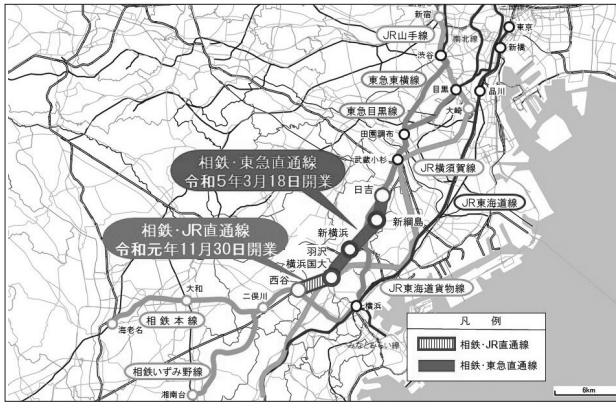 新宿
東京
JR山手線
南北線
新橋
渋谷
東急東横線
目黒
品川
東急目黒線
大崎
田園調布
相鉄・東急直通線
令和5年3月18日開業
武蔵小杉
JR横須賀線
日吉
JR東海道線
新綱島
相鉄・JR直通線
令和元年11月30日開業
新横浜
羽沢
横浜国大
西谷
JR東海道貨物線
大和
二俣川
横浜
海老名
相鉄本線
みなとみらい線
相鉄いずみ野線
湘南台
凡 例
相鉄・JR直通線
相鉄・東急直通線
6km